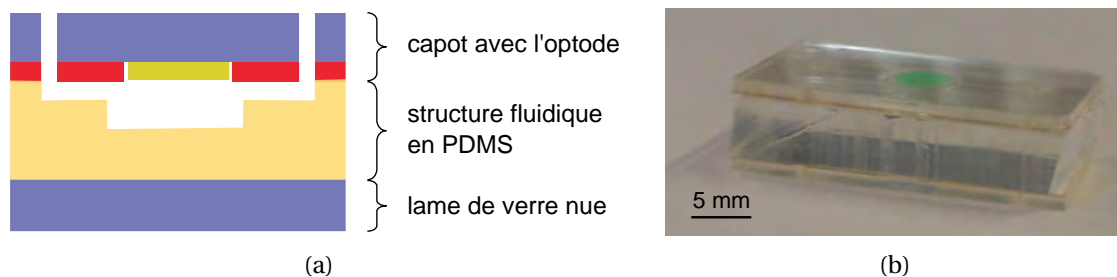 capot avec l'optode
structure fluidique
en PDMS
lame de verre nue
5 mm
(a)
(b)